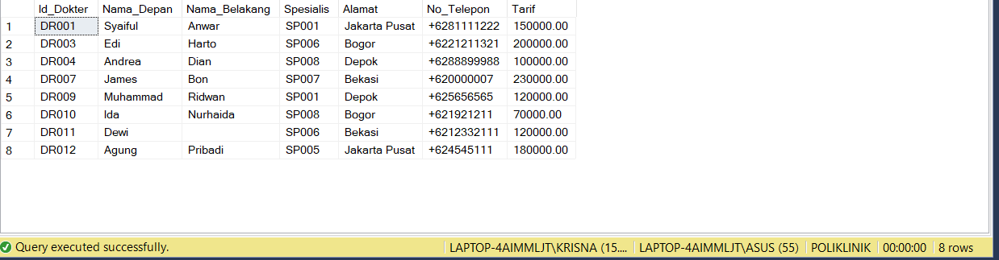 Id_Dokter Nama_Depan Nama_Belakang Spesialis Alamat No_Telepon Tarif
1 DR001 Syaiful Anwar SP001 Jakarta Pusat +6281111222 150000.00
2 DR003 Edi Harto SP006 Bogor +6221211321 200000.00
3 DR004 Andrea Dian SP008 Depok +6288899988 100000.00
4 DR007 James Bon SP007 Bekasi +620000007 230000.00
5 DR009 Muhammad Ridwan SP001 Depok +625656565 120000.00
6 DR010 Ida Nurhaida SP008 Bogor +621921211 70000.00
7 DR011 Dewi SP006 Bekasi +6212332111 120000.00
8 DR012 Agung Pribadi SP005 Jakarta Pusat +624545111 180000.00
Query executed successfully. LAPTOP-4AIMMLJT\KRISNA (15.... LAPTOP-4AIMMLJT\ASUS (55) POLIKLINIK 00:00:00 8 rows